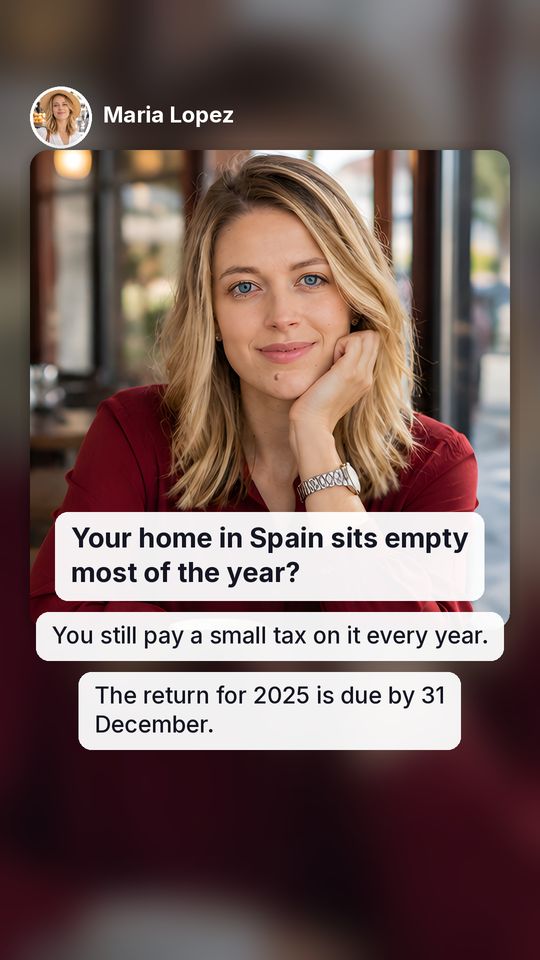 Maria Lopez
Your home in Spain sits empty
most of the year?
You still pay a small tax on it every year.
The return for 2025 is due by 31
December.